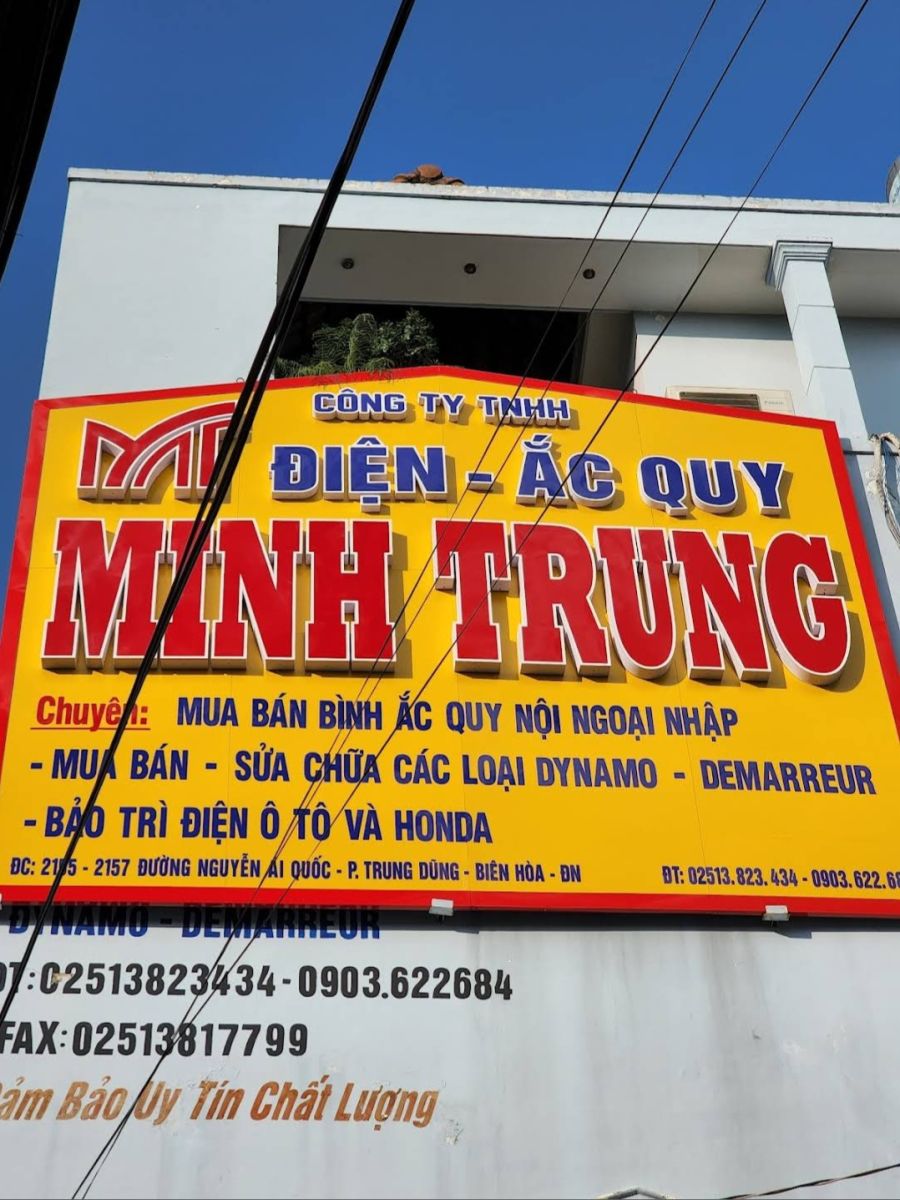 CÔNG TY TNHH
ĐIỆN - ẮC QUY
MINH TRUNG
Chuyên: MUA BÁN BÌNH ẮC QUY NỘI NGOẠI NHẬP
- MUA BÁN - SỬA CHỮA CÁC LOẠI DYNAMO - DEMARREUR
- BẢO TRÌ ĐIỆN Ô TÔ VÀ HONDA
ĐC: 2155 - 2157 ĐƯỜNG NGUYỄN ÁI QUỐC - P. TRUNG DŨNG - BIÊN HÒA - ĐN ĐT: 02513.823.434 - 0903.622.68
DYNAMO - DEMARREUR
ĐT: 02513823434 - 0903.622684
FAX: 02513817799
Đảm Bảo Uy Tín Chất Lượng